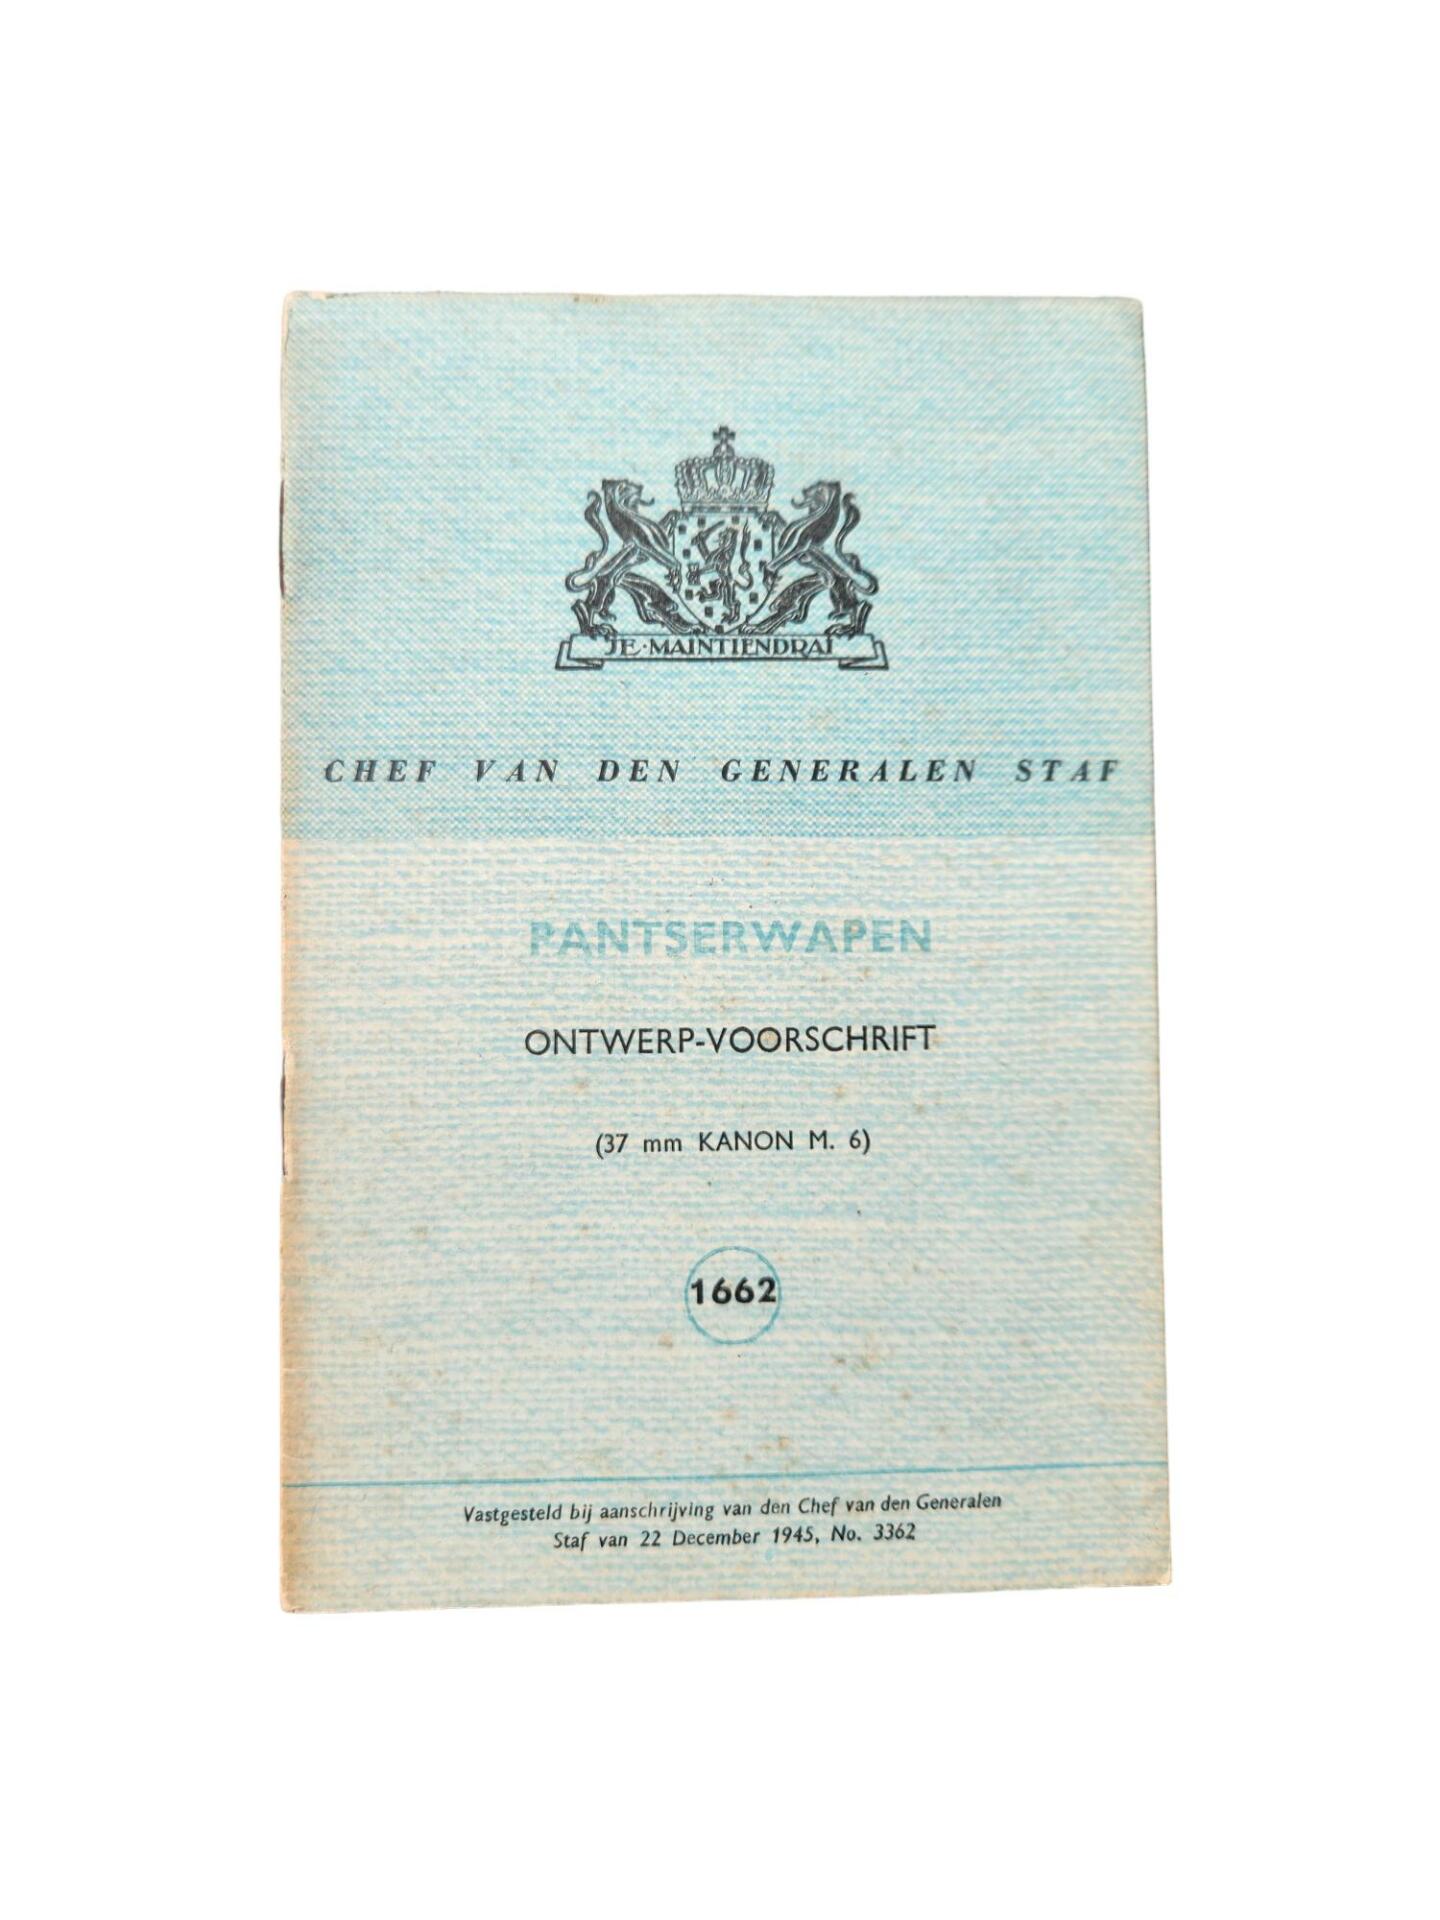 JE·MAINTIENDRAI
CHEF VAN DEN GENERALEN STAF
PANTSERWAPEN
ONTWERP-VOORSCHRIFT
(37 mm KANON M. 6)
1662
Vastgesteld bij aanschrijving van den Chef van den Generalen
Staf van 22 December 1945, No. 3362